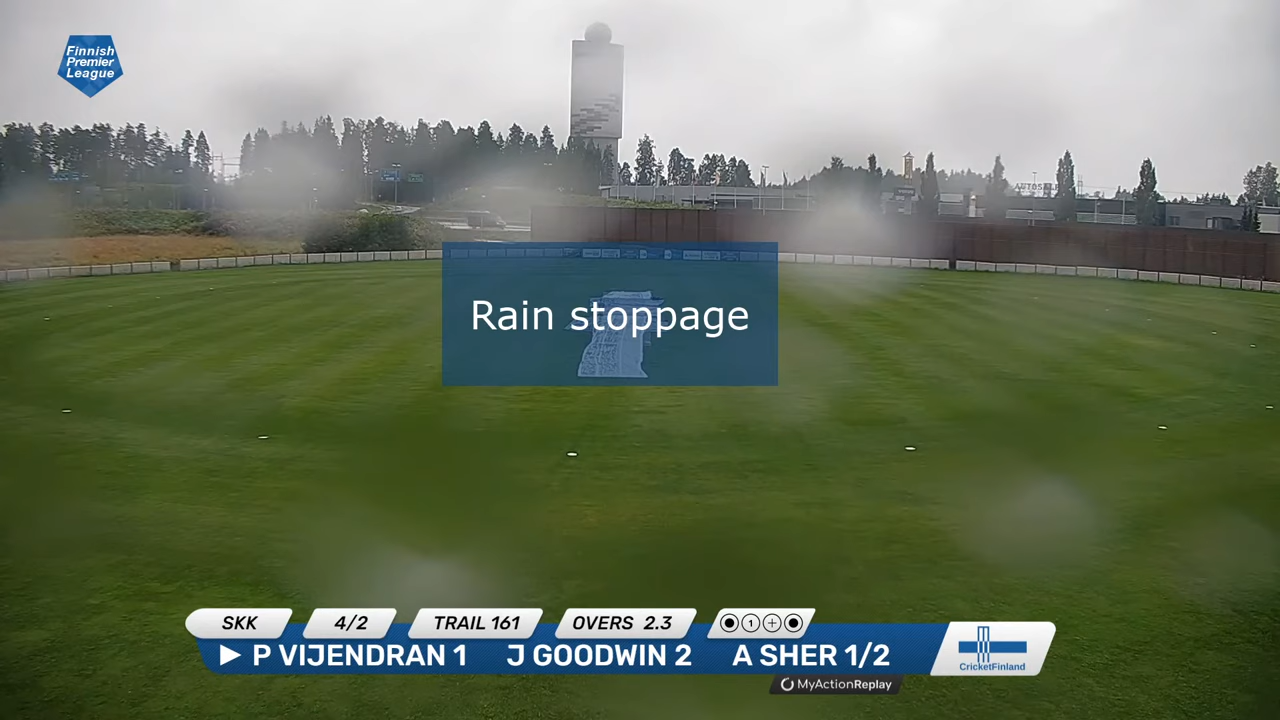 Finnish
Premier
League
AUTOSALO
Rain stoppage
SKK
4/2
TRAIL 161
OVERS 2.3
1
P VIJENDRAN 1
J GOODWIN 2
A SHER 1/2
CricketFinland
MyActionReplay